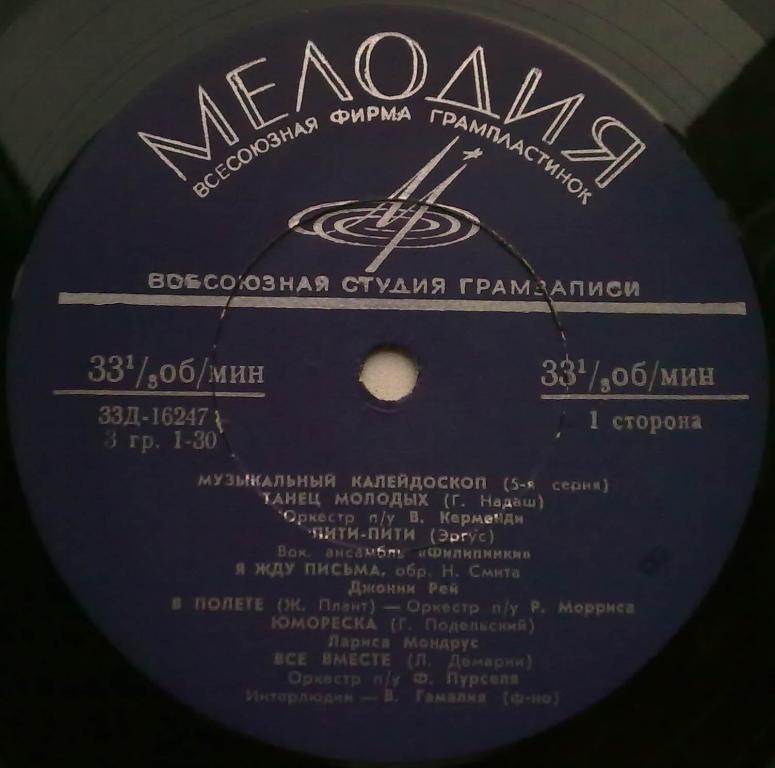 МЕЛОДИЯ
ВСЕСОЮЗНАЯ ФИРМА ГРАМПЛАСТИНОК
ВСЕСОЮЗНАЯ СТУДИЯ ГРАМЗАПИСИ
33¹/₃об/мин 33¹/₃об/мин
33Д-16247 1 сторона
3 гр. 1-30
МУЗЫКАЛЬНЫЙ КАЛЕЙДОСКОП (5-я серия)
ТАНЕЦ МОЛОДЫХ (Г. Надаш)
Оркестр п/у В. Керменди
ПИТИ-ПИТИ (Эргус)
Вок. ансамбль «Филипинки»
Я ЖДУ ПИСЬМА, обр. Н. Смита
Джонни Рей
В ПОЛЕТЕ (Ж. Плант) — Оркестр п/у Р. Морриса
ЮМОРЕСКА (Г. Подельский)
Лариса Мондрус
ВСЕ ВМЕСТЕ (Л. Демарни)
Оркестр п/у Ф. Пурселя
Интерлюдии — В. Гамалия (ф-но)